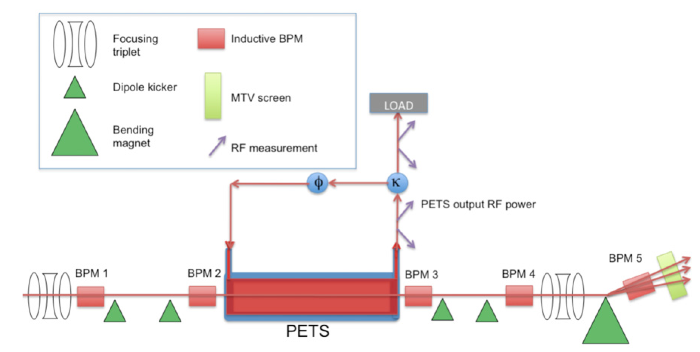 Focusing
triplet
Inductive BPM
Dipole kicker
MTV screen
Bending
magnet
RF measurement
LOAD
ϕ
κ
PETS output RF power
BPM 1
BPM 2
BPM 3
BPM 4
BPM 5
PETS